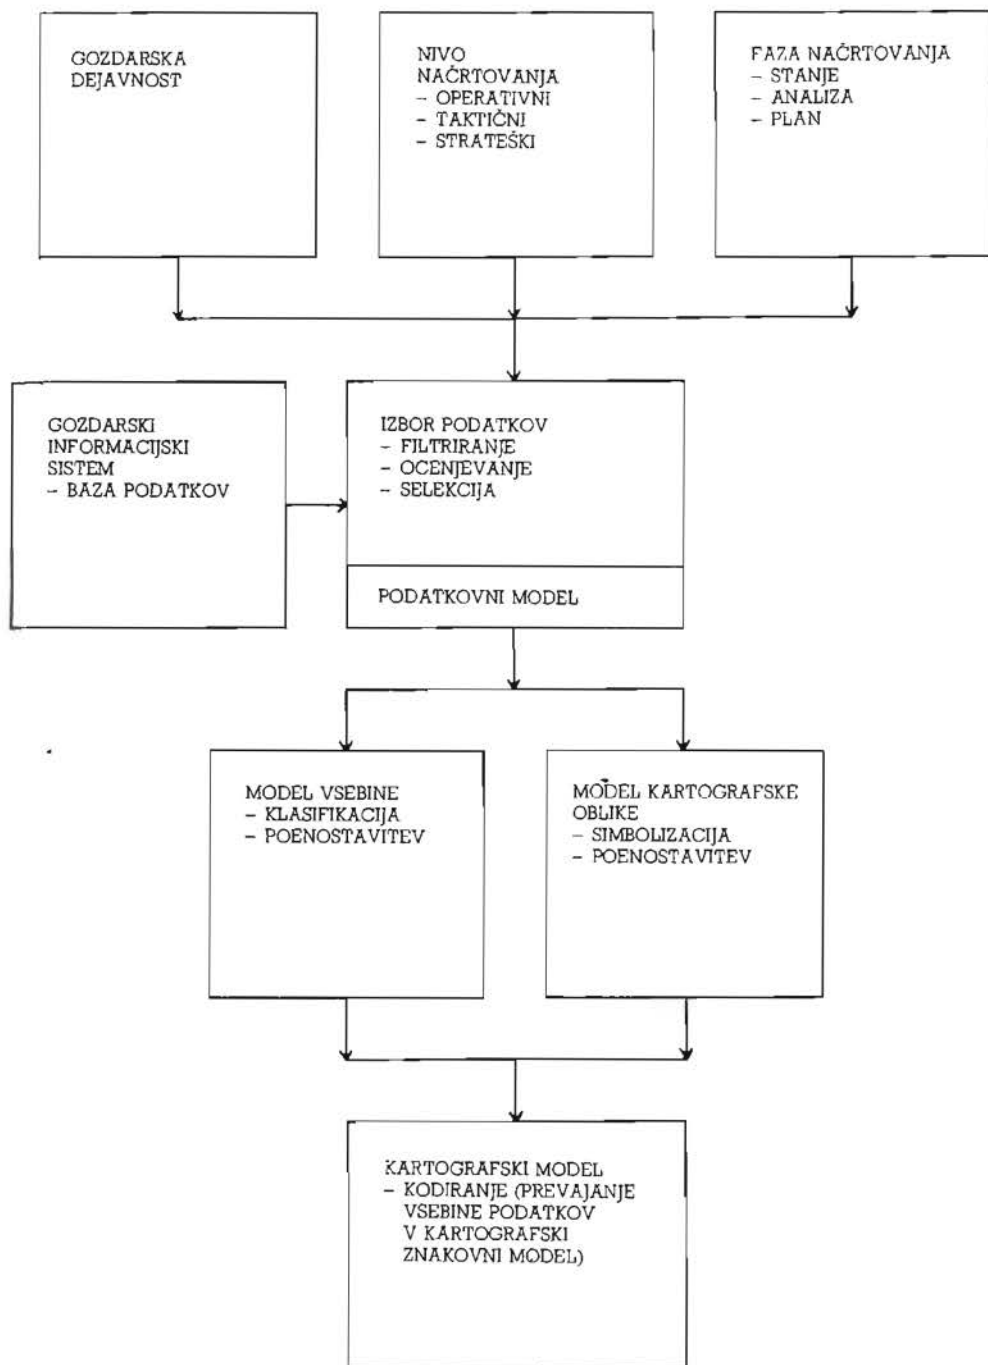 GOZDARSKA
DEJAVNOST
NIVO
NAČRTOVANJA
– OPERATIVNI
– TAKTIČNI
– STRATEŠKI
FAZA NAČRTOVANJA
– STANJE
– ANALIZA
– PLAN
GOZDARSKI
INFORMACIJSKI
SISTEM
– BAZA PODATKOV
IZBOR PODATKOV
– FILTRIRANJE
– OCENJEVANJE
– SELEKCIJA
PODATKOVNI MODEL
MODEL VSEBINE
– KLASIFIKACIJA
– POENOSTAVITEV
MODEL KARTOGRAFSKE
OBLIKE
– SIMBOLIZACIJA
– POENOSTAVITEV
KARTOGRAFSKI MODEL
– KODIRANJE (PREVAJANJE
VSEBINE PODATKOV
V KARTOGRAFSKI
ZNAKOVNI MODEL)